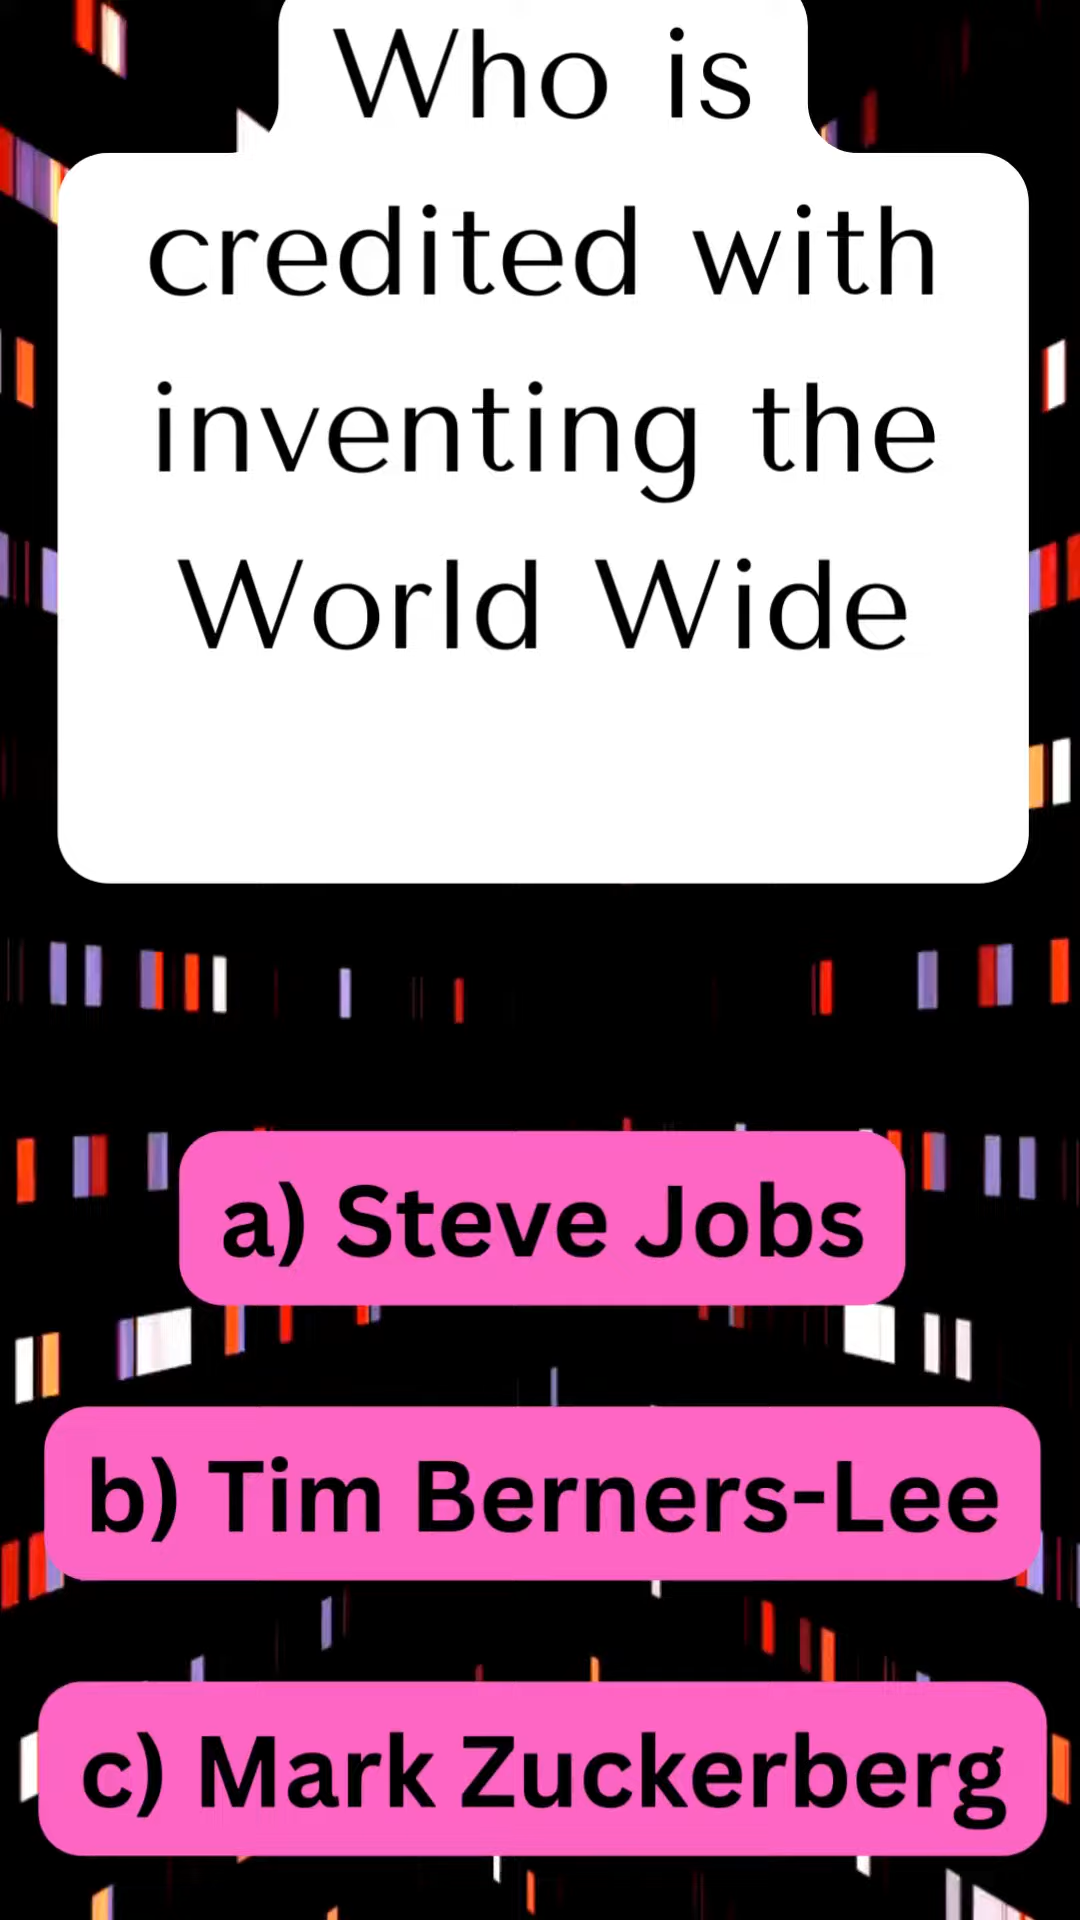 Who is
credited with
inventing the
World Wide
a) Steve Jobs
b) Tim Berners-Lee
c) Mark Zuckerberg